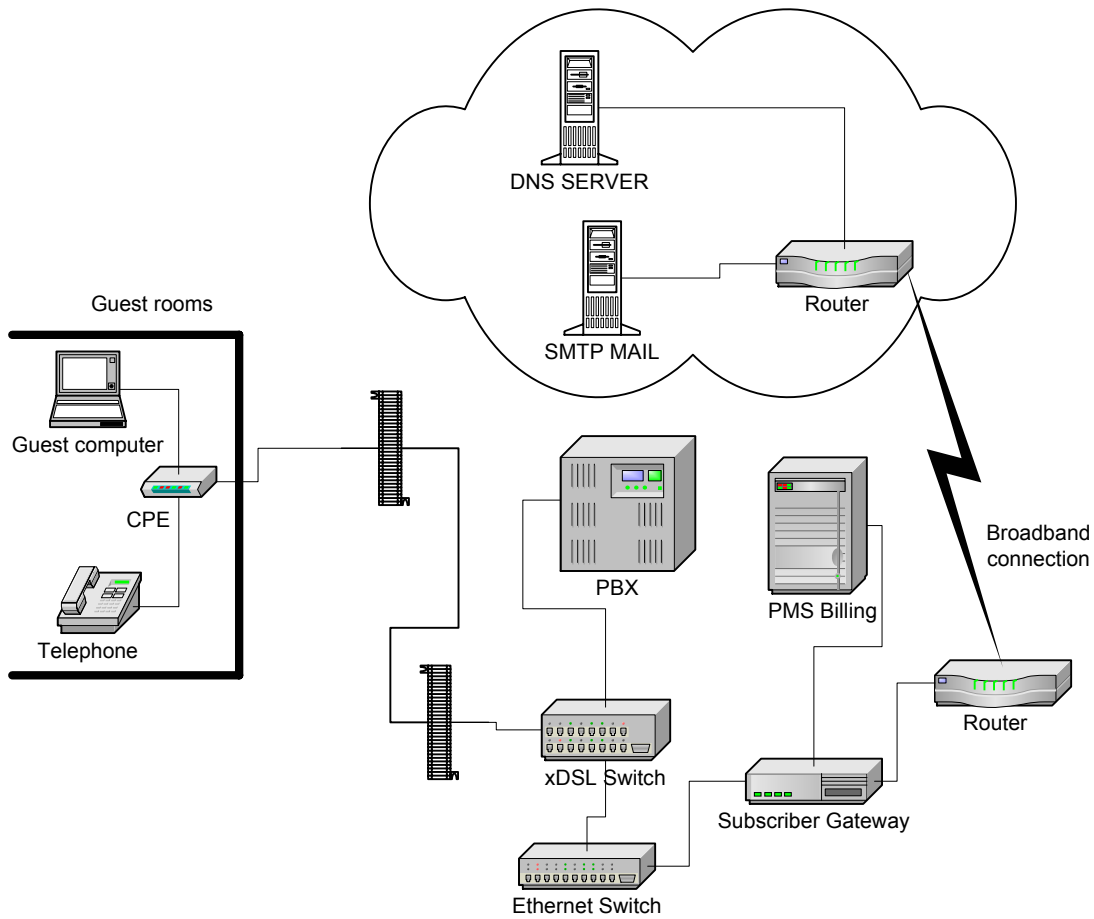 DNS SERVER
SMTP MAIL
Router
Guest rooms
Guest computer
CPE
Telephone
PBX
PMS Billing
Broadband
connection
Router
xDSL Switch
Subscriber Gateway
Ethernet Switch